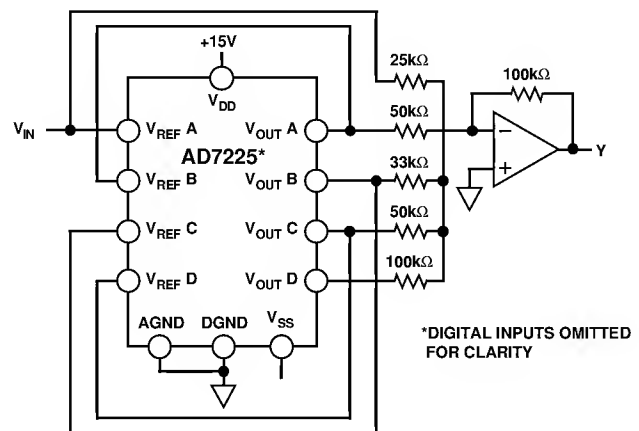 +15V
25kΩ
100kΩ
V_DD
50kΩ
V_IN
V_REF A
V_OUT A
−
Y
AD7225*
33kΩ
+
V_REF B
V_OUT B
50kΩ
V_REF C
V_OUT C
100kΩ
V_REF D
V_OUT D
AGND
DGND
V_SS
*DIGITAL INPUTS OMITTED
FOR CLARITY